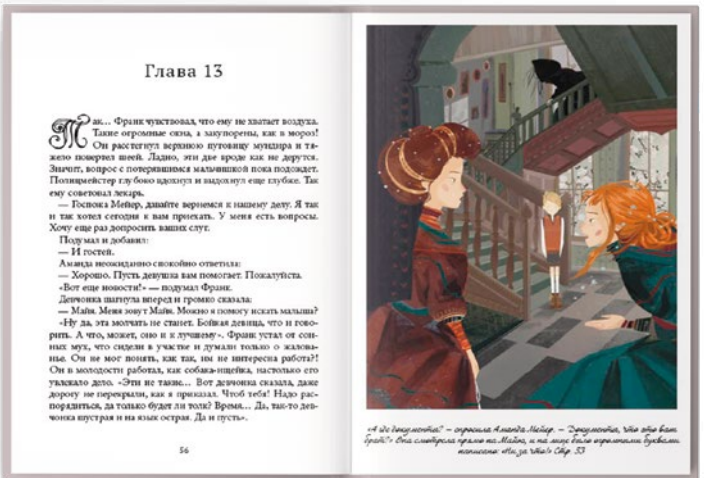 Глава 13
Так... Франк чувствовал, что ему не хватает воздуха.
Такие огромные окна, а закупорены, как в мороз!
Он расстегнул верхнюю пуговицу мундира и тя-
жело повертел шеей. Ладно, эти две вроде как не дерутся.
Значит, вопрос с потерявшимся мальчишкой пока подождет.
Полицмейстер глубоко вдохнул и выдохнул еще глубже. Так
ему советовал лекарь.
— Госпожа Мейер, давайте вернемся к нашему делу. Я так
и так хотел сегодня к вам приехать. У меня есть вопросы.
Хочу еще раз допросить ваших слуг.
Подумал и добавил:
— И гостей.
Аманда неожиданно спокойно ответила:
— Хорошо. Пусть девушка вам помогает. Пожалуйста.
«Вот еще новости!» — подумал Франк.
Девчонка шагнула вперед и громко сказала:
— Майя. Меня зовут Майя. Можно я помогу искать малыша?
«Ну да, эта молчать не станет. Бойкая девица, что и гово-
рить. А что, может, оно и к лучшему». Франк устал от сон-
ных мух, что сидели в участке и думали только о жалова-
нье. Он не мог понять, как так, им не интересна работа?!
Он в молодости работал, как собака-ищейка, настолько его
увлекало дело. «Эти не такие... Вот девчонка сказала, даже
дорогу не перекрыли, как я приказал. Чтоб тебя! Надо рас-
порядиться, да только будет ли толк? Время... Да, так-то дев-
чонка шустрая и на язык острая. Да и пусть».
56
«А где документы? — спросила Аманда Мейер. — Документы, что это ваш
брат?» Она смотрела прямо на Майю, и на лице было огромными буквами
написано: «Ни за что!» Стр. 53